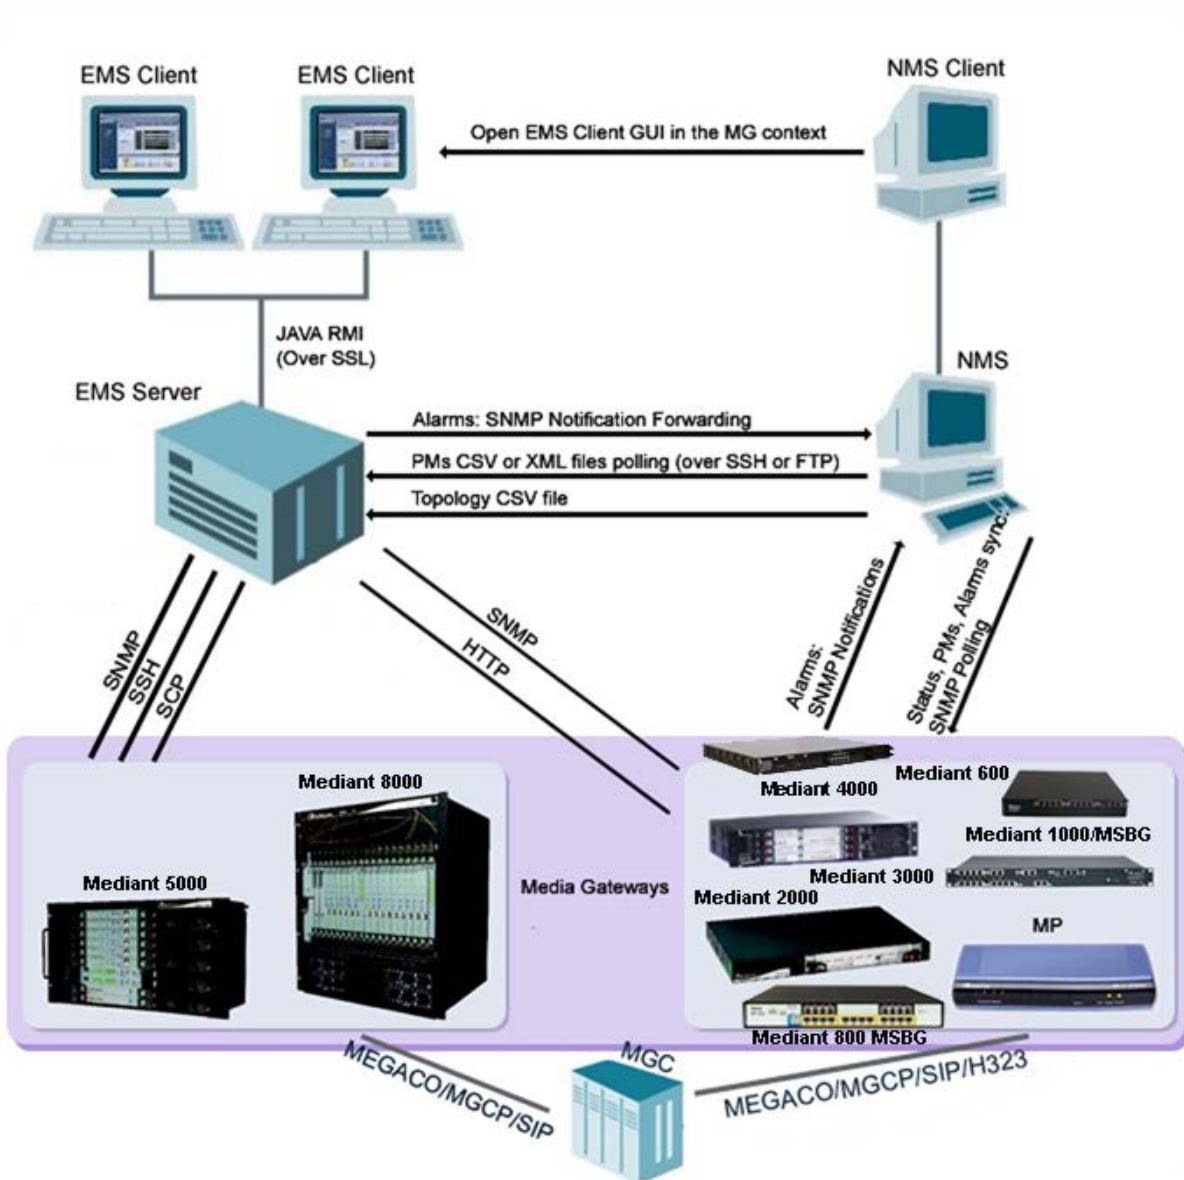 EMS Client
EMS Client
NMS Client
Open EMS Client GUI in the MG context
JAVA RMI
(Over SSL)
EMS Server
NMS
Alarms: SNMP Notification Forwarding
PMs CSV or XML files polling (over SSH or FTP)
Topology CSV file
SNMP
SSH
SCP
SNMP
HTTP
Alarms:
SNMP Notifications
Status, PMs, Alarms sync:
SNMP Polling
Mediant 8000
Mediant 5000
Media Gateways
Mediant 4000
Mediant 600
Mediant 1000/MSBG
Mediant 3000
Mediant 2000
MP
Mediant 800 MSBG
MGC
MEGACO/MGCP/SIP
MEGACO/MGCP/SIP/H323